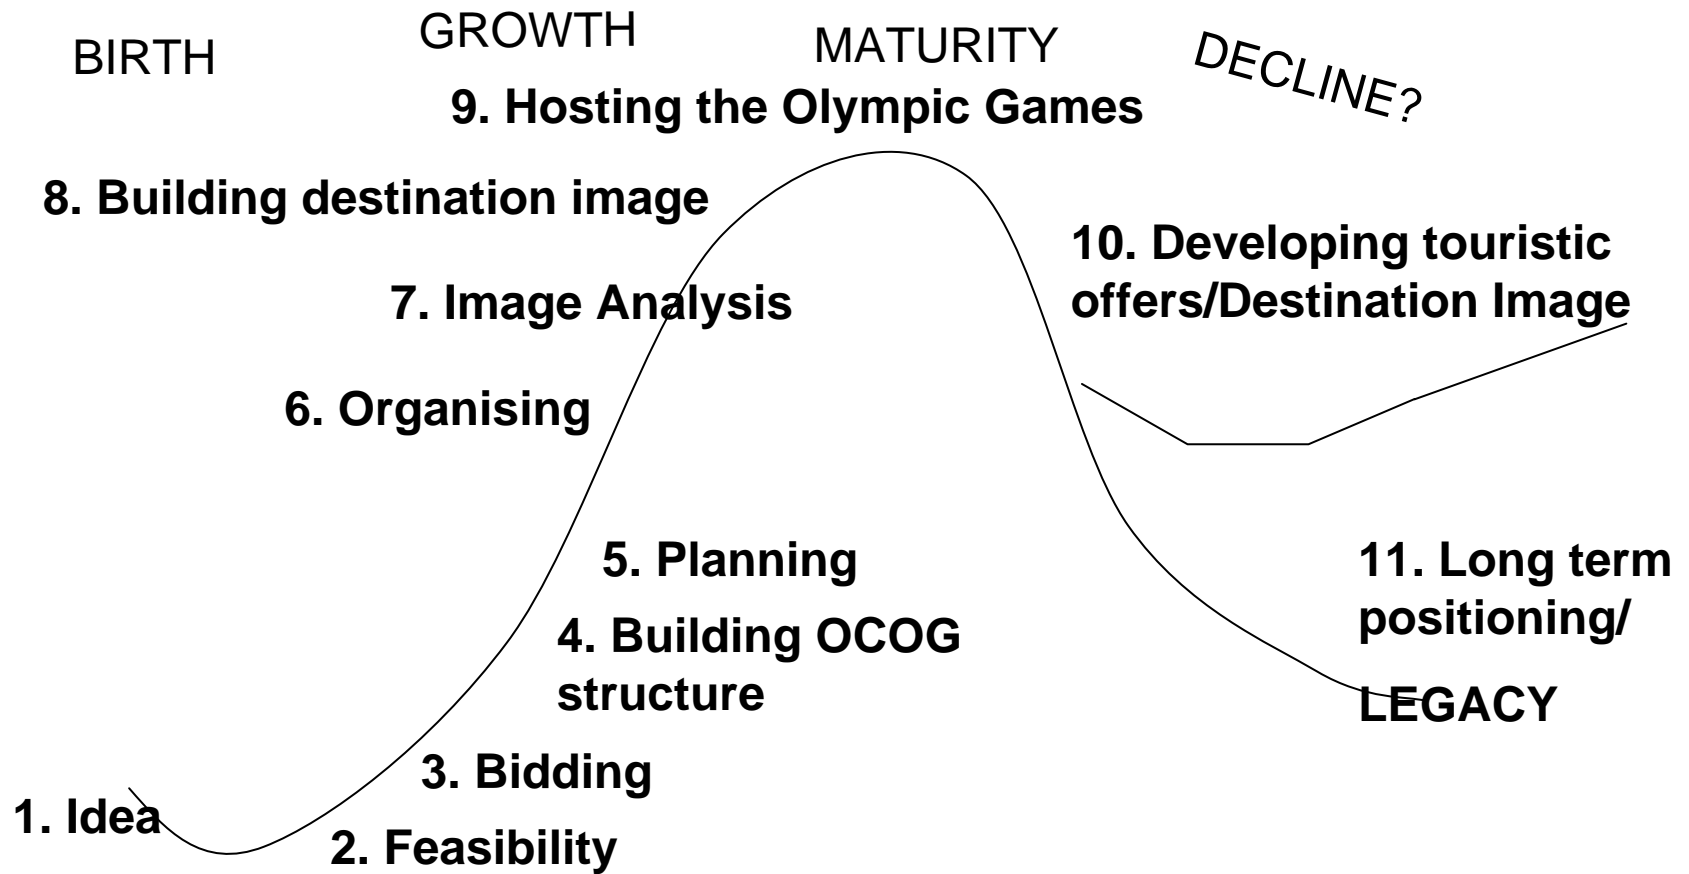 BIRTH
GROWTH
MATURITY
DECLINE?
9. Hosting the Olympic Games
8. Building destination image
10. Developing touristic
offers/Destination Image
7. Image Analysis
6. Organising
5. Planning
4. Building OCOG
structure
11. Long term
positioning/
LEGACY
3. Bidding
1. Idea
2. Feasibility